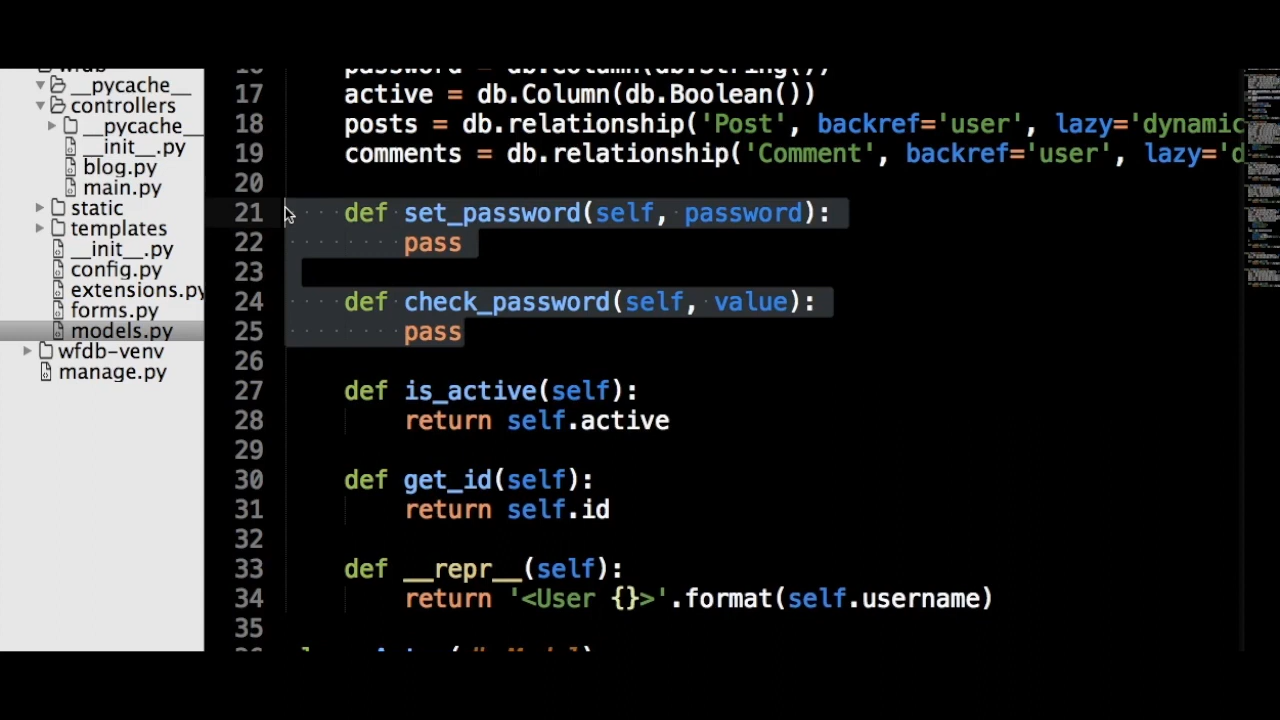 __pycache__
controllers
__pycache__
__init__.py
blog.py
main.py
static
templates
__init__.py
config.py
extensions.py
forms.py
models.py
wfdb-venv
manage.py
17 active = db.Column(db.Boolean())
18 posts = db.relationship('Post', backref='user', lazy='dynamic
19 comments = db.relationship('Comment', backref='user', lazy='d
20
21 def set_password(self, password):
22 pass
23
24 def check_password(self, value):
25 pass
26
27 def is_active(self):
28 return self.active
29
30 def get_id(self):
31 return self.id
32
33 def __repr__(self):
34 return '<User {}>'.format(self.username)
35